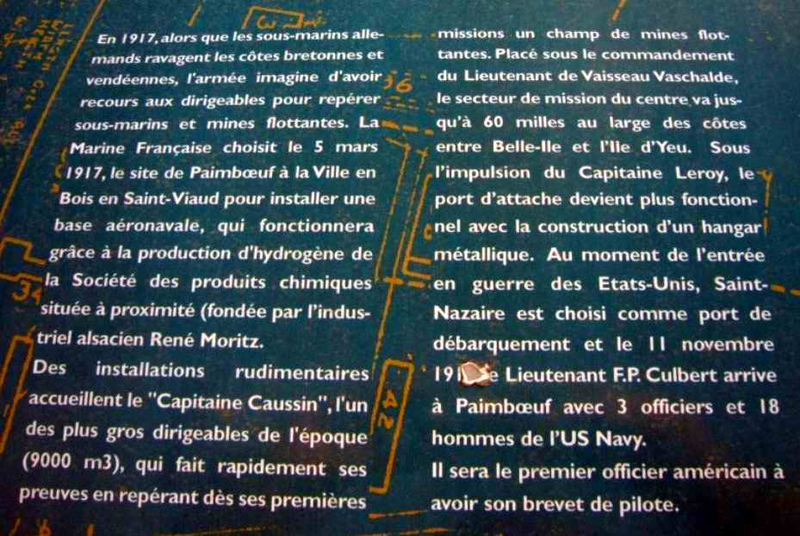 En 1917, alors que les sous-marins alle-
mands ravagent les côtes bretonnes et
vendéennes, l'armée imagine d'avoir
recours aux dirigeables pour repérer
sous-marins et mines flottantes. La
Marine Française choisit le 5 mars
1917, le site de Paimbœuf à la Ville en
Bois en Saint-Viaud pour installer une
base aéronavale, qui fonctionnera
grâce à la production d'hydrogène de
la Société des produits chimiques
située à proximité (fondée par l'indus-
triel alsacien René Moritz.
Des installations rudimentaires
accueillent le "Capitaine Caussin", l'un
des plus gros dirigeables de l'époque
(9000 m3), qui fait rapidement ses
preuves en repérant dès ses premières
missions un champ de mines flot-
tantes. Placé sous le commandement
du Lieutenant de Vaisseau Vaschalde,
le secteur de mission du centre va jus-
qu'à 60 milles au large des côtes
entre Belle-Ile et l'Ile d'Yeu. Sous
l'impulsion du Capitaine Leroy, le
port d'attache devient plus fonction-
nel avec la construction d'un hangar
métallique. Au moment de l'entrée
en guerre des Etats-Unis, Saint-
Nazaire est choisi comme port de
débarquement et le 11 novembre
19 e Lieutenant F.P. Culbert arrive
à Paimbœuf avec 3 officiers et 18
hommes de l'US Navy.
Il sera le premier officier américain à
avoir son brevet de pilote.
36
34